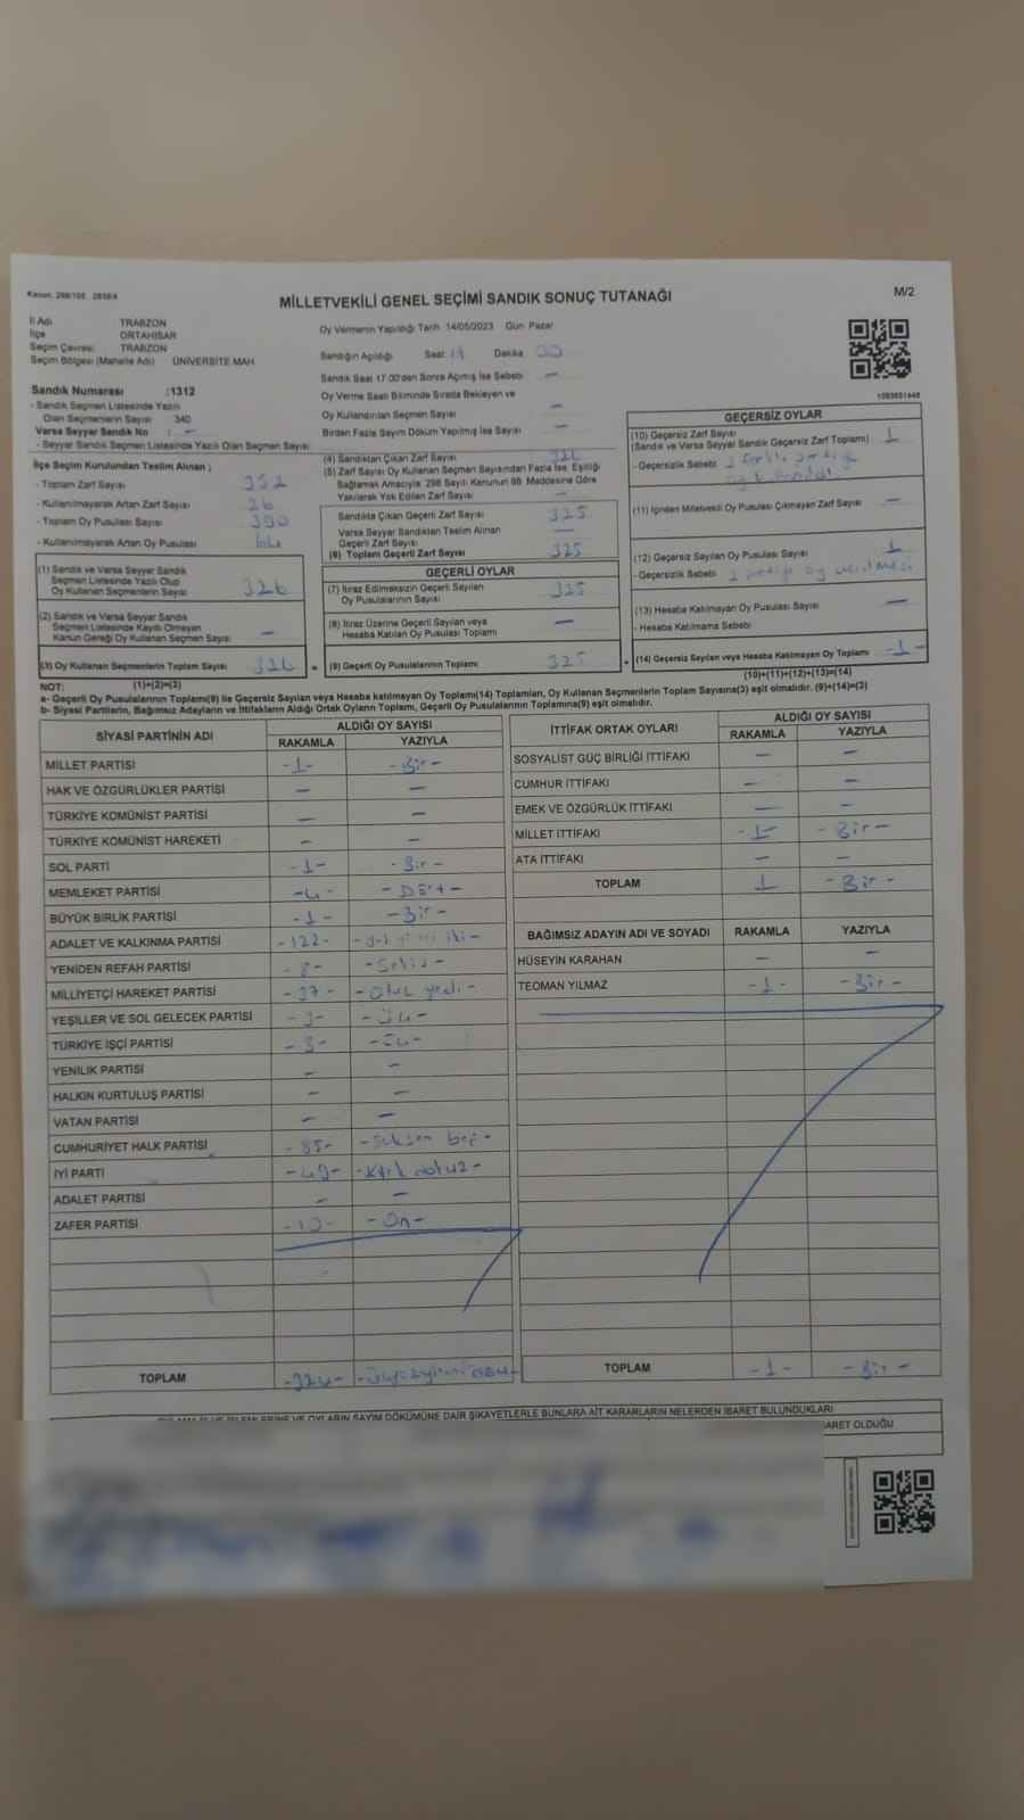 MİLLETVEKİLİ GENEL SEÇİMİ SANDIK SONUÇ TUTANAĞI
M/2
İl Adı TRABZON
İlçe ORTAHİSAR
Seçim Çevresi TRABZON
Seçim Bölgesi (Mahalle Adı) ÜNİVERSİTE MAH
Sandık Numarası :1312
- Sandık Seçmen Listesinde Yazılı
Olan Seçmenlerin Sayısı 340
Varsa Seyyar Sandık No : -
- Seyyar Sandık Seçmen Listesinde Yazılı Olan Seçmen Sayısı
İlçe Seçim Kurulundan Teslim Alınan ;
- Toplam Zarf Sayısı 352
- Kullanılmayarak Artan Zarf Sayısı 26
- Toplam Oy Pusulası Sayısı 390
- Kullanılmayarak Artan Oy Pusulası 64
(1) Sandık ve Varsa Seyyar Sandık
Seçmen Listesinde Yazılı Olup
Oy Kullanan Seçmenlerin Sayısı 326
(2) Sandık ve Varsa Seyyar Sandık
Seçmen Listesinde Kayıtlı Olmayan
Kanun Gereği Oy Kullanan Seçmen Sayısı -
(3) Oy Kullanan Seçmenlerin Toplam Sayısı 326
(1)+(2)=(3)
Oy Vermenin Yapıldığı Tarih 14/05/2023 Gün Pazar
Sandığın Açıldığı Saat Dakika
Sandık Saat 17:00'den Sonra Açılmış İse Sebebi -
Oy Verme Saati Bitiminde Sırada Bekleyen ve
Oy Kullandırılan Seçmen Sayısı -
Birden Fazla Sayım Döküm Yapılmış İse Sayısı -
(4) Sandıktan Çıkan Zarf Sayısı 326
(5) Zarf Sayısı Oy Kullanan Seçmen Sayısından Fazla İse, Eşitliği
Sağlamak Amacıyla 298 Sayılı Kanunun 98. Maddesine Göre
Yakılarak Yok Edilen Zarf Sayısı -
Sandıkta Çıkan Geçerli Zarf Sayısı 325
Varsa Seyyar Sandıktan Teslim Alınan
Geçerli Zarf Sayısı -
(6) Toplam Geçerli Zarf Sayısı 325
GEÇERLİ OYLAR
(7) İtiraz Edilmeksizin Geçerli Sayılan
Oy Pusulalarının Sayısı 325
(8) İtiraz Üzerine Geçerli Sayılan veya
Hesaba Katılan Oy Pusulası Toplamı -
(9) Geçerli Oy Pusulalarının Toplamı 325
GEÇERSİZ OYLAR
(10) Geçersiz Zarf Sayısı 1
(Sandık ve Varsa Seyyar Sandık Geçersiz Zarf Toplamı)
- Geçersizlik Sebebi
(11) İçinden Milletvekili Oy Pusulası Çıkmayan Zarf Sayısı -
(12) Geçersiz Sayılan Oy Pusulası Sayısı 1
- Geçersizlik Sebebi
(13) Hesaba Katılmayan Oy Pusulası Sayısı -
- Hesaba Katılmama Sebebi
(14) Geçersiz Sayılan veya Hesaba Katılmayan Oy Toplamı -1-
(10)+(11)+(12)+(13)=(14)
NOT:
a- Geçerli Oy Pusulalarının Toplamı(9) ile Geçersiz Sayılan veya Hesaba katılmayan Oy Toplamı(14) Toplamları, Oy Kullanan Seçmenlerin Toplam Sayısına(3) eşit olmalıdır. (9)+(14)=(3)
b- Siyasi Partilerin, Bağımsız Adayların ve İttifakların Aldığı Ortak Oyların Toplamı, Geçerli Oy Pusulalarının Toplamına(9) eşit olmalıdır.
SİYASİ PARTİNİN ADI ALDIĞI OY SAYISI
RAKAMLA YAZIYLA
MİLLET PARTİSİ -1- -Bir-
HAK VE ÖZGÜRLÜKLER PARTİSİ - -
TÜRKİYE KOMÜNİST PARTİSİ - -
TÜRKİYE KOMÜNİST HAREKETİ - -
SOL PARTİ -1- -Bir-
MEMLEKET PARTİSİ -4- -Dört-
BÜYÜK BİRLİK PARTİSİ -1- -Bir-
ADALET VE KALKINMA PARTİSİ -122- -yüz yirmi iki-
YENİDEN REFAH PARTİSİ -8- -Sekiz-
MİLLİYETÇİ HAREKET PARTİSİ -37- -Otuz yedi-
YEŞİLLER VE SOL GELECEK PARTİSİ -3- -Üç-
TÜRKİYE İŞÇİ PARTİSİ -3- -Üç-
YENİLİK PARTİSİ - -
HALKIN KURTULUŞ PARTİSİ - -
VATAN PARTİSİ - -
CUMHURİYET HALK PARTİSİ -85- -Seksen beş-
İYİ PARTİ -49- -Kırk dokuz-
ADALET PARTİSİ - -
ZAFER PARTİSİ -10- -On-
TOPLAM -324-
İTTİFAK ORTAK OYLARI ALDIĞI OY SAYISI
RAKAMLA YAZIYLA
SOSYALİST GÜÇ BİRLİĞİ İTTİFAKI - -
CUMHUR İTTİFAKI - -
EMEK VE ÖZGÜRLÜK İTTİFAKI - -
MİLLET İTTİFAKI -1- -Bir-
ATA İTTİFAKI - -
TOPLAM 1 -Bir-
BAĞIMSIZ ADAYIN ADI VE SOYADI RAKAMLA YAZIYLA
HÜSEYİN KARAHAN - -
TEOMAN YILMAZ -1- -Bir-
TOPLAM -1- -Bir-
OYLARIN SAYIM DÖKÜMÜNE DAİR ŞİKAYETLERLE BUNLARA AİT KARARLARIN NELERDEN İBARET BULUNDUKLARI
OLDUĞU